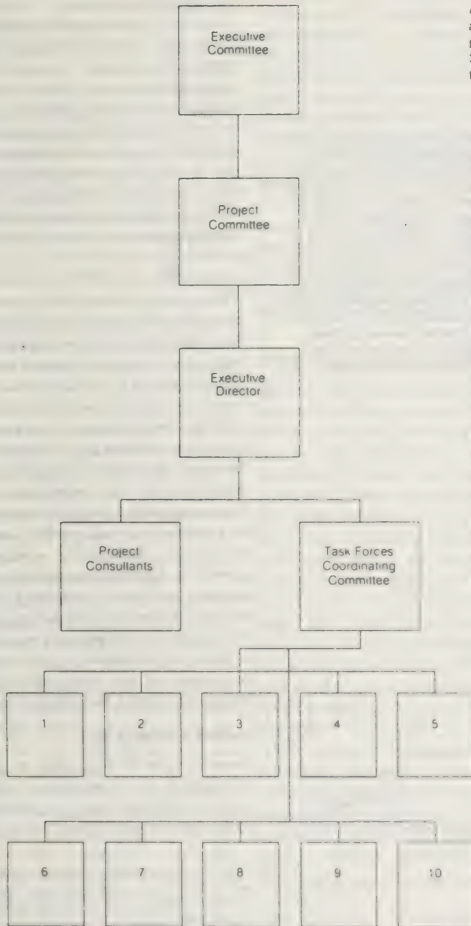 Executive
Committee
Project
Committee
Executive
Director
Project
Consultants
Task Forces
Coordinating
Committee
1 2 3 4 5
6 7 8 9 10